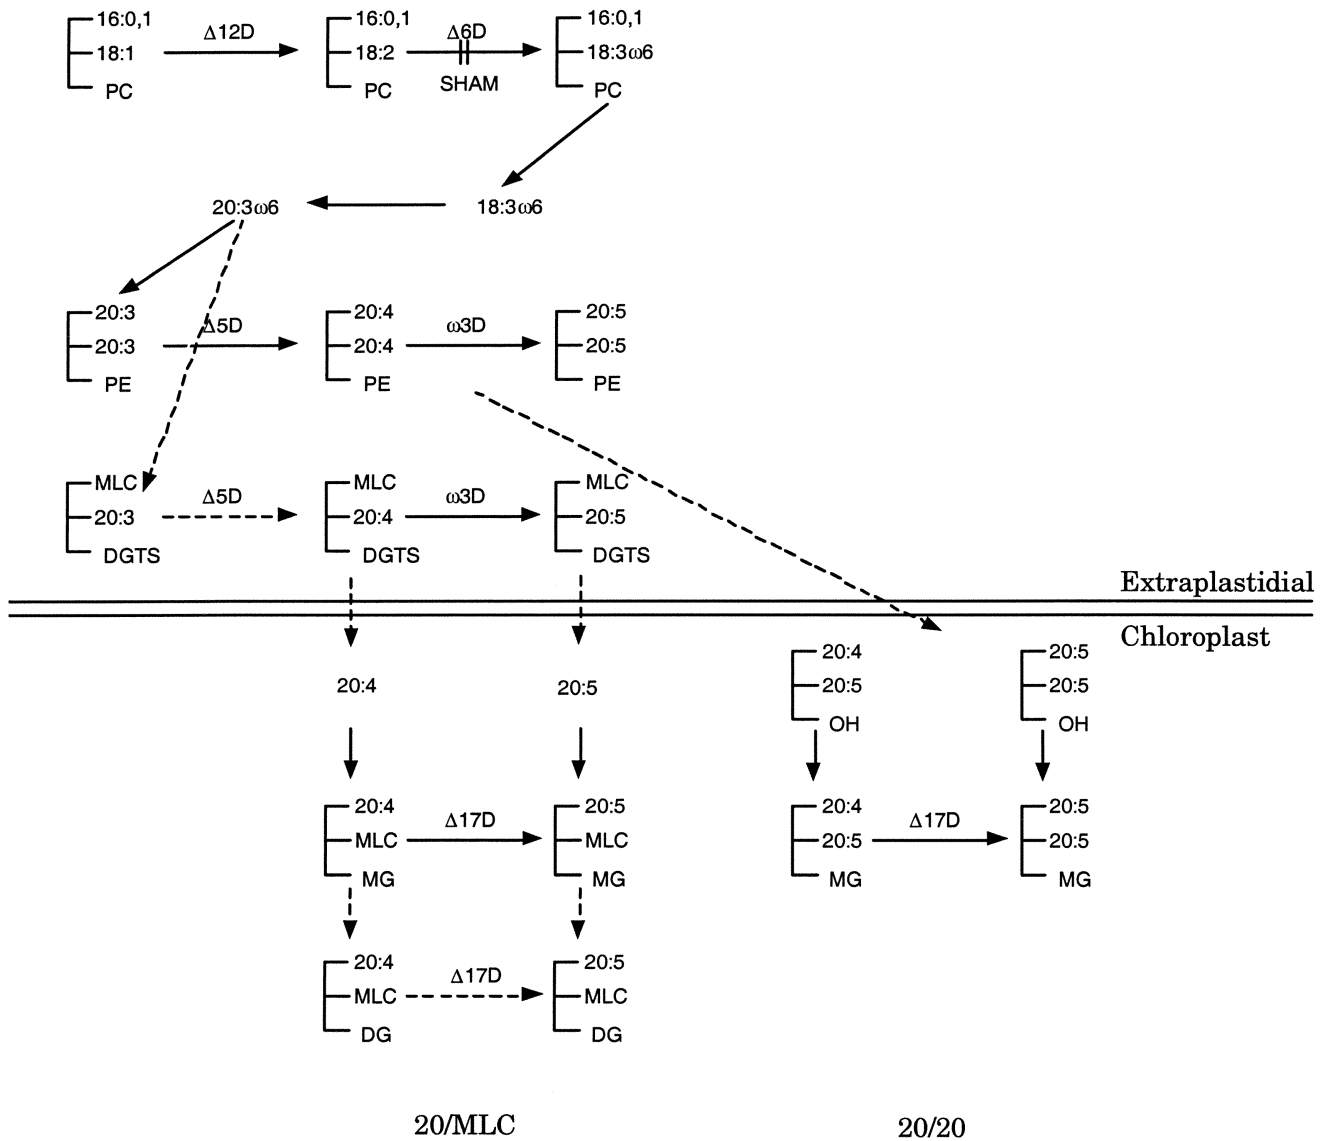 16:0,1 16:0,1 16:0,1
Δ12D Δ6D
18:1 18:2 18:3ω6
SHAM
PC PC PC
20:3ω6 18:3ω6
20:3 20:4 20:5
Δ5D ω3D
20:3 20:4 20:5
PE PE PE
MLC MLC MLC
Δ5D ω3D
20:3 20:4 20:5
DGTS DGTS DGTS
Extraplastidial
Chloroplast
20:4 20:5
20:4 20:5 20:5 20:5
OH OH
20:4 20:5 20:4 20:5
Δ17D Δ17D
MLC MLC 20:5 20:5
MG MG MG MG
20:4 20:5
Δ17D
MLC MLC
DG DG
20/MLC 20/20